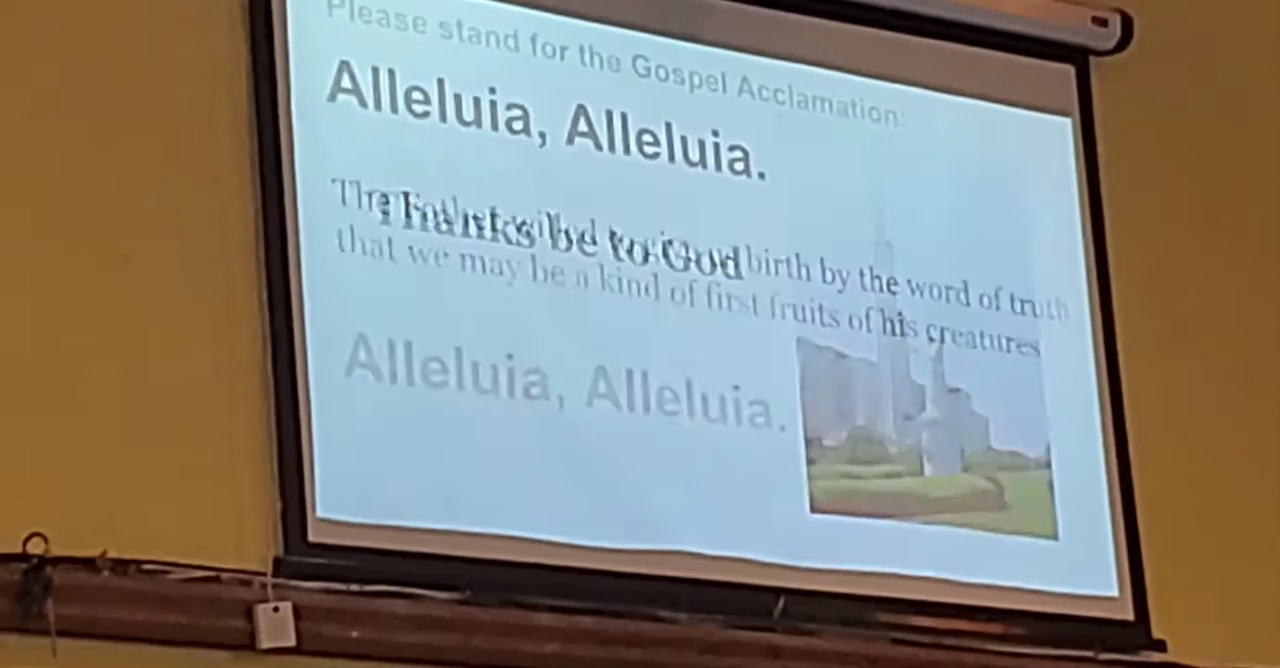 Please stand for the Gospel Acclamation:
Alleluia, Alleluia.
Thanks be to God
The birth by the word of truth
that we may be a kind of first fruits of his creatures
Alleluia, Alleluia.